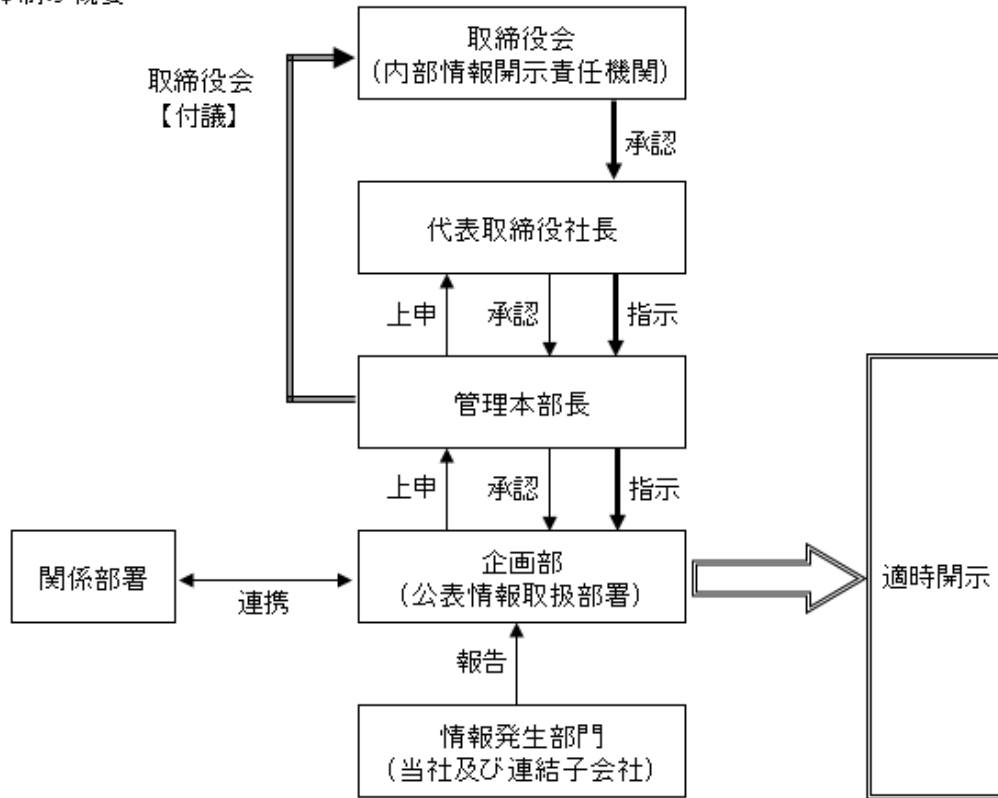 取締役会
(内部情報開示責任機関)
取締役会
【付議】
承認
代表取締役社長
上申
承認
指示
管理本部長
上申
承認
指示
関係部署
連携
企画部
(公表情報取扱部署)
適時開示
報告
情報発生部門
(当社及び連結子会社)